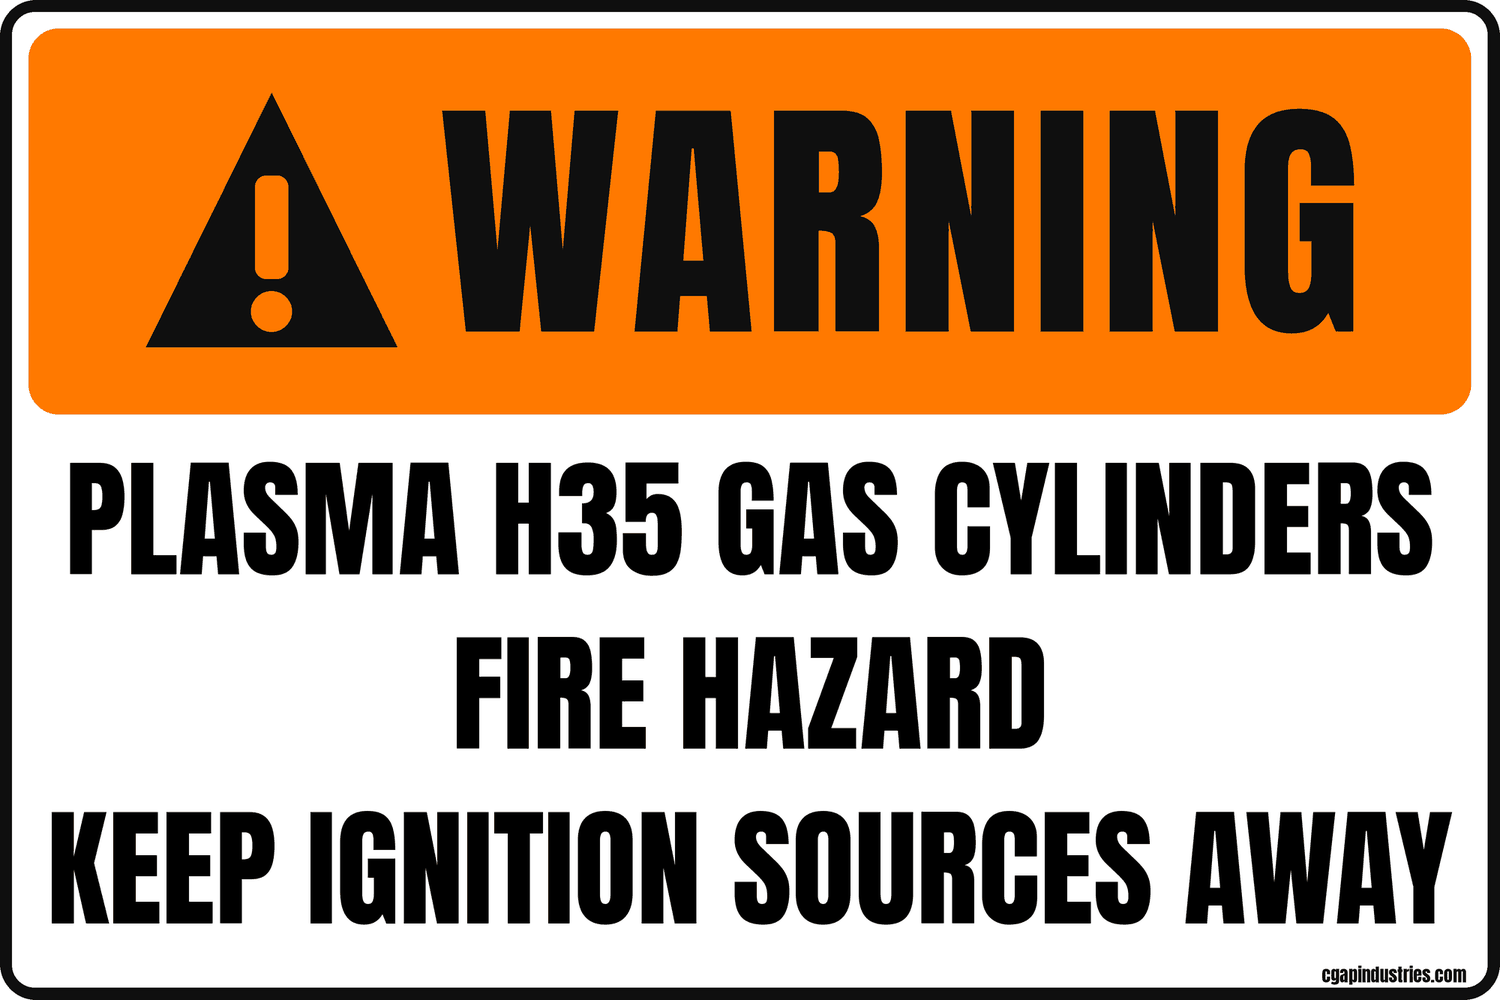 WARNING
PLASMA H35 GAS CYLINDERS
FIRE HAZARD
KEEP IGNITION SOURCES AWAY
cgapindustries.com